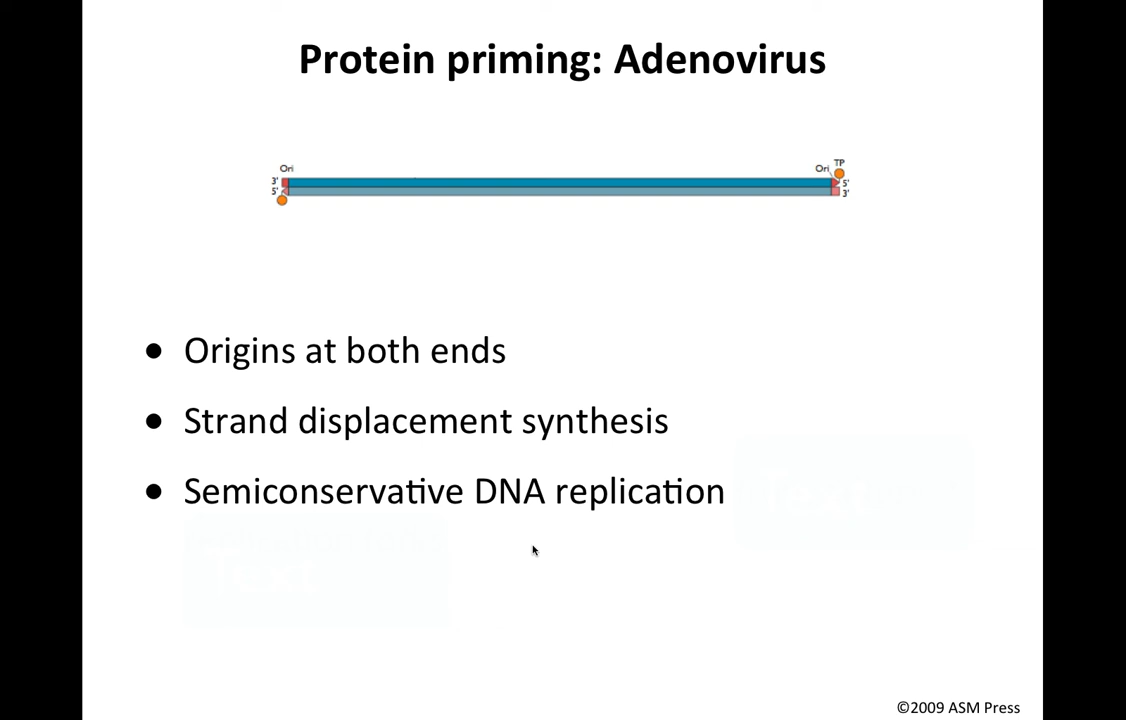 Protein priming: Adenovirus
Ori
Ori
TP
3'
5'
5'
3'
● Origins at both ends
● Strand displacement synthesis
● Semiconservative DNA replication
©2009 ASM Press